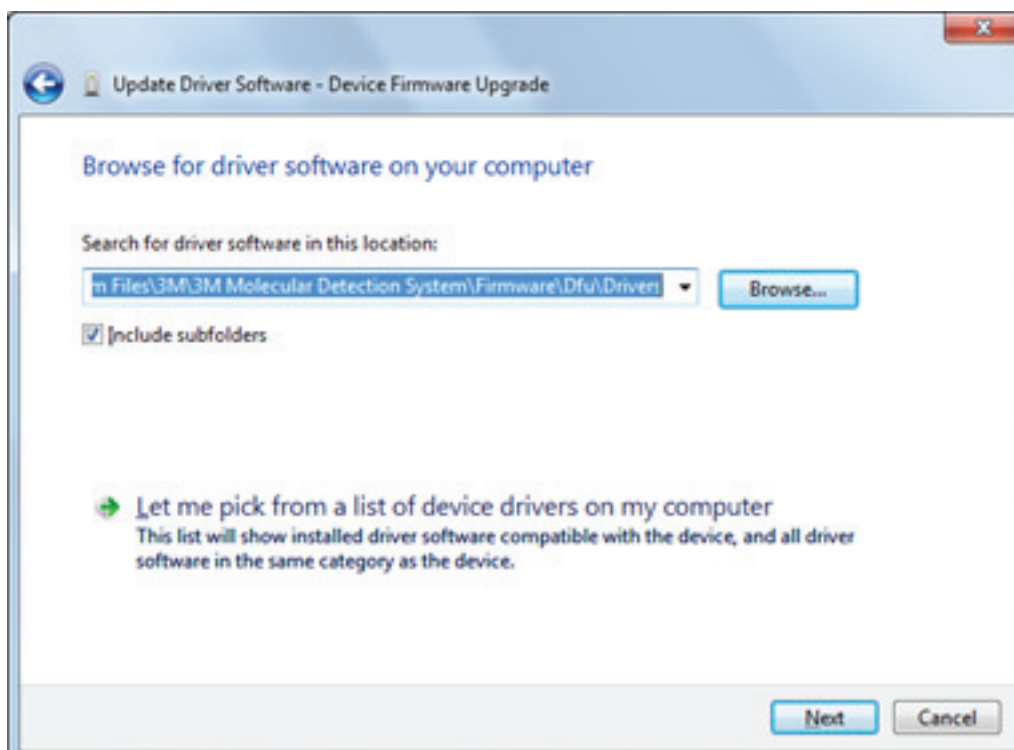 Update Driver Software - Device Firmware Upgrade
Browse for driver software on your computer
Search for driver software in this location:
m Files\3M\3M Molecular Detection System\Firmware\Dfu\Drivers
Browse...
Include subfolders
Let me pick from a list of device drivers on my computer
This list will show installed driver software compatible with the device, and all driver
software in the same category as the device.
Next
Cancel